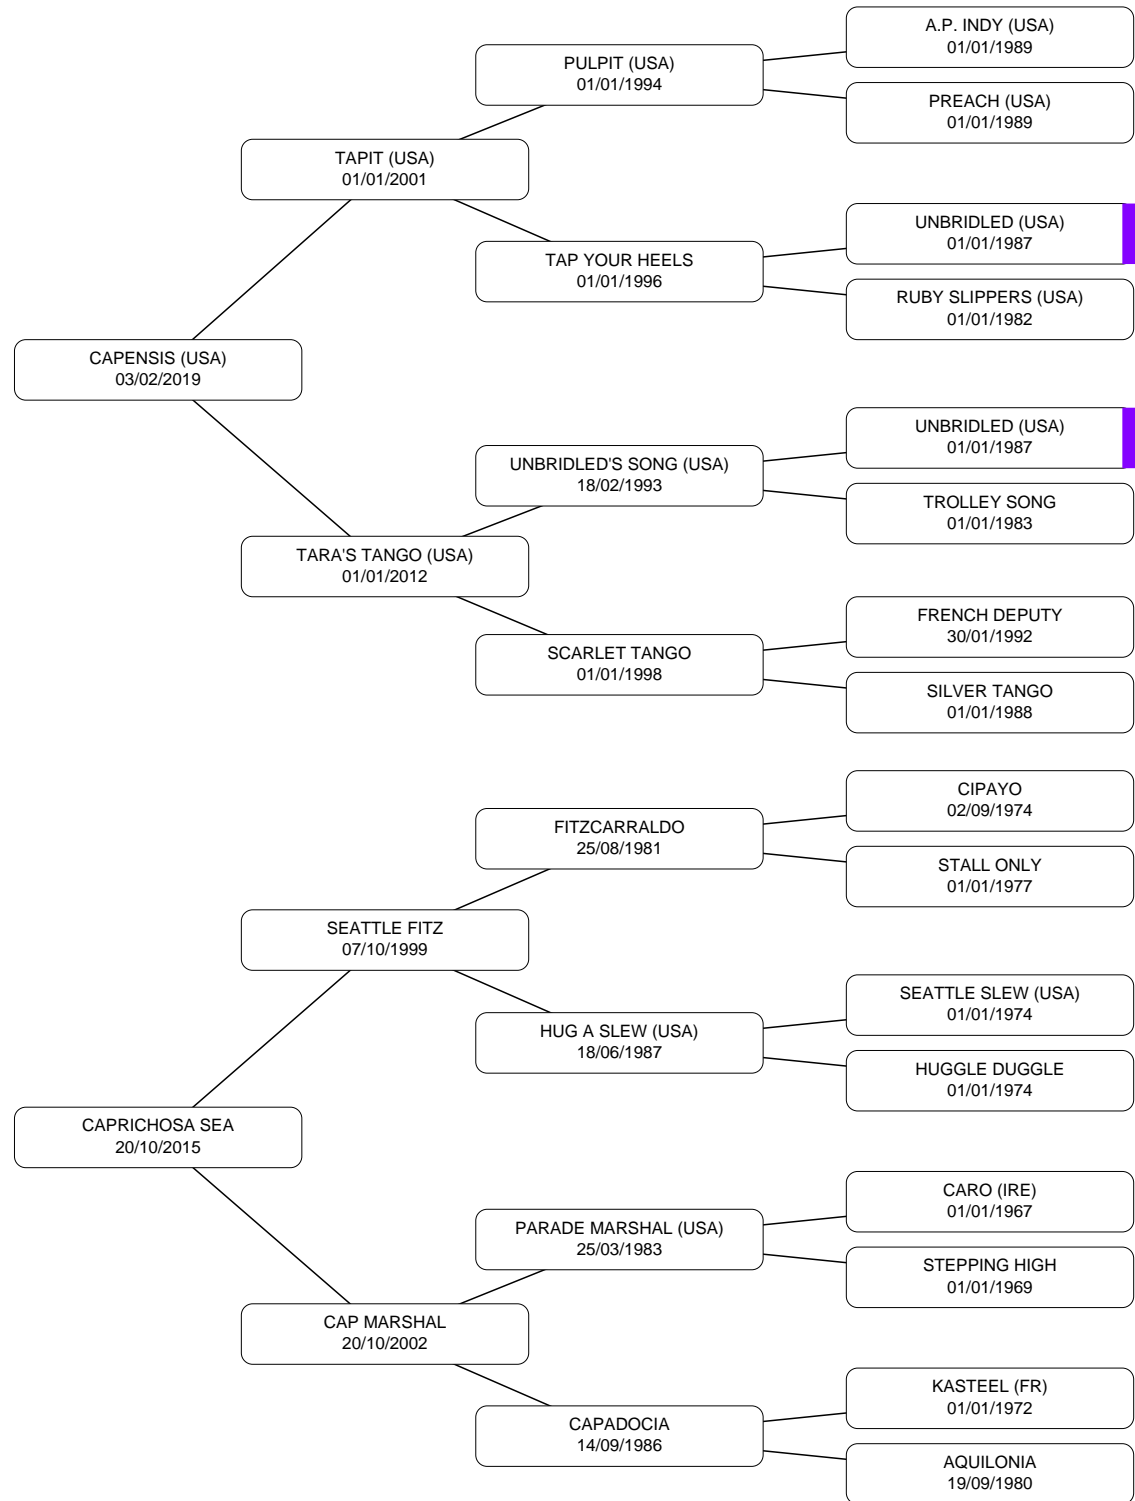 A.P. INDY (USA)
01/01/1989
PULPIT (USA)
01/01/1994
PREACH (USA)
01/01/1989
TAPIT (USA)
01/01/2001
UNBRIDLED (USA)
01/01/1987
TAP YOUR HEELS
01/01/1996
RUBY SLIPPERS (USA)
01/01/1982
CAPENSIS (USA)
03/02/2019
UNBRIDLED (USA)
01/01/1987
UNBRIDLED'S SONG (USA)
18/02/1993
TROLLEY SONG
01/01/1983
TARA'S TANGO (USA)
01/01/2012
FRENCH DEPUTY
30/01/1992
SCARLET TANGO
01/01/1998
SILVER TANGO
01/01/1988
CIPAYO
02/09/1974
FITZCARRALDO
25/08/1981
STALL ONLY
01/01/1977
SEATTLE FITZ
07/10/1999
SEATTLE SLEW (USA)
01/01/1974
HUG A SLEW (USA)
18/06/1987
HUGGLE DUGGLE
01/01/1974
CAPRICHOSA SEA
20/10/2015
CARO (IRE)
01/01/1967
PARADE MARSHAL (USA)
25/03/1983
STEPPING HIGH
01/01/1969
CAP MARSHAL
20/10/2002
KASTEEL (FR)
01/01/1972
CAPADOCIA
14/09/1986
AQUILONIA
19/09/1980